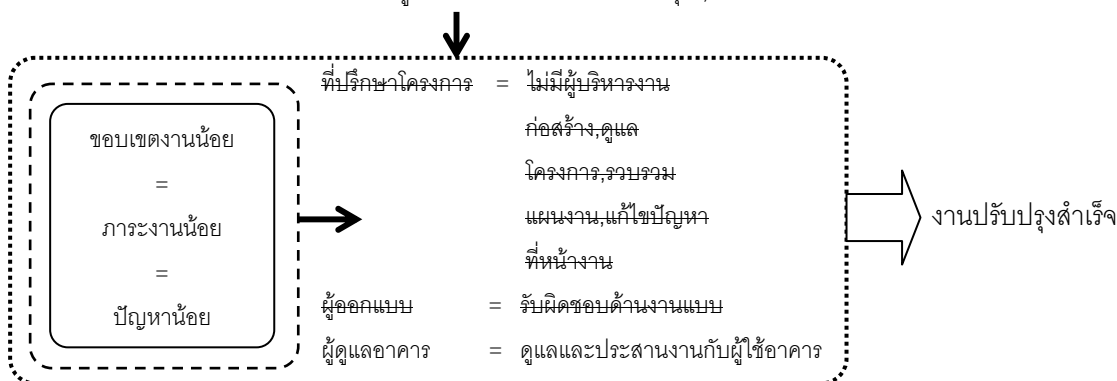 ขอบเขตงานน้อย
=
ภาระงานน้อย
=
ปัญหาน้อย
ที่ปรึกษาโครงการ = ไม่มีผู้บริหารงาน
ก่อสร้าง,ดูแล
โครงการ,รวบรวม
แผนงาน,แก้ไขปัญหา
ที่หน้างาน
ผู้ออกแบบ = รับผิดชอบด้านงานแบบ
ผู้ดูแลอาคาร = ดูแลและประสานงานกับผู้ใช้อาคาร
งานปรับปรุงสำเร็จ